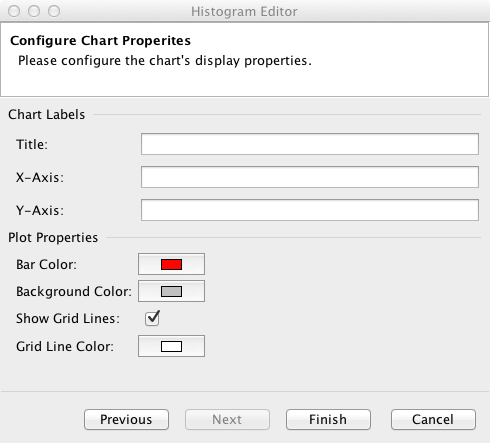 Histogram Editor
Configure Chart Properites
Please configure the chart's display properties.
Chart Labels
Title:
X-Axis:
Y-Axis:
Plot Properties
Bar Color:
Background Color:
Show Grid Lines:
Grid Line Color:
Previous Next Finish Cancel